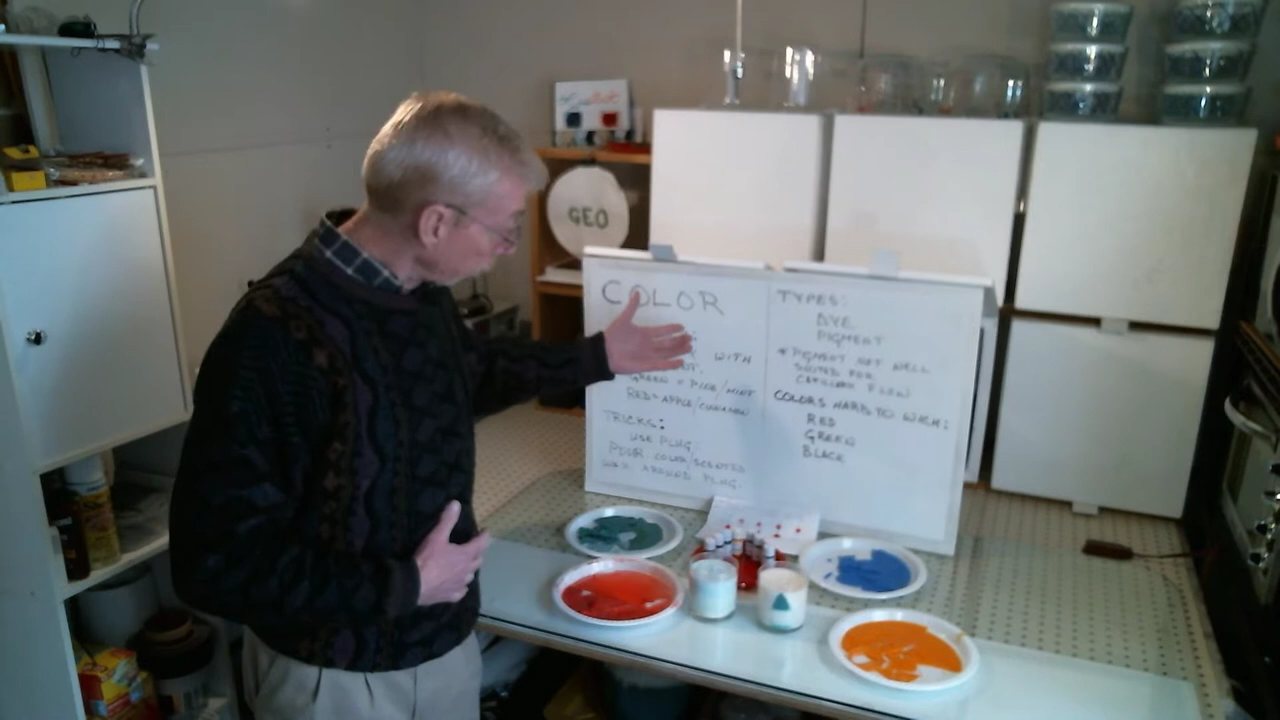 GEO
COLOR
WITH
GREEN = PINE/MINT
RED=APPLE/CINNAMON
TRICKS:
USE PLUG.
POUR COLOR/SCENTED
WAX AROUND PLUG.
TYPES:
DYE
PIGMENT
*PIGMENT NOT WELL
SUITED FOR
CAPILLARY FLOW
COLORS HARD TO WASH:
RED
GREEN
BLACK